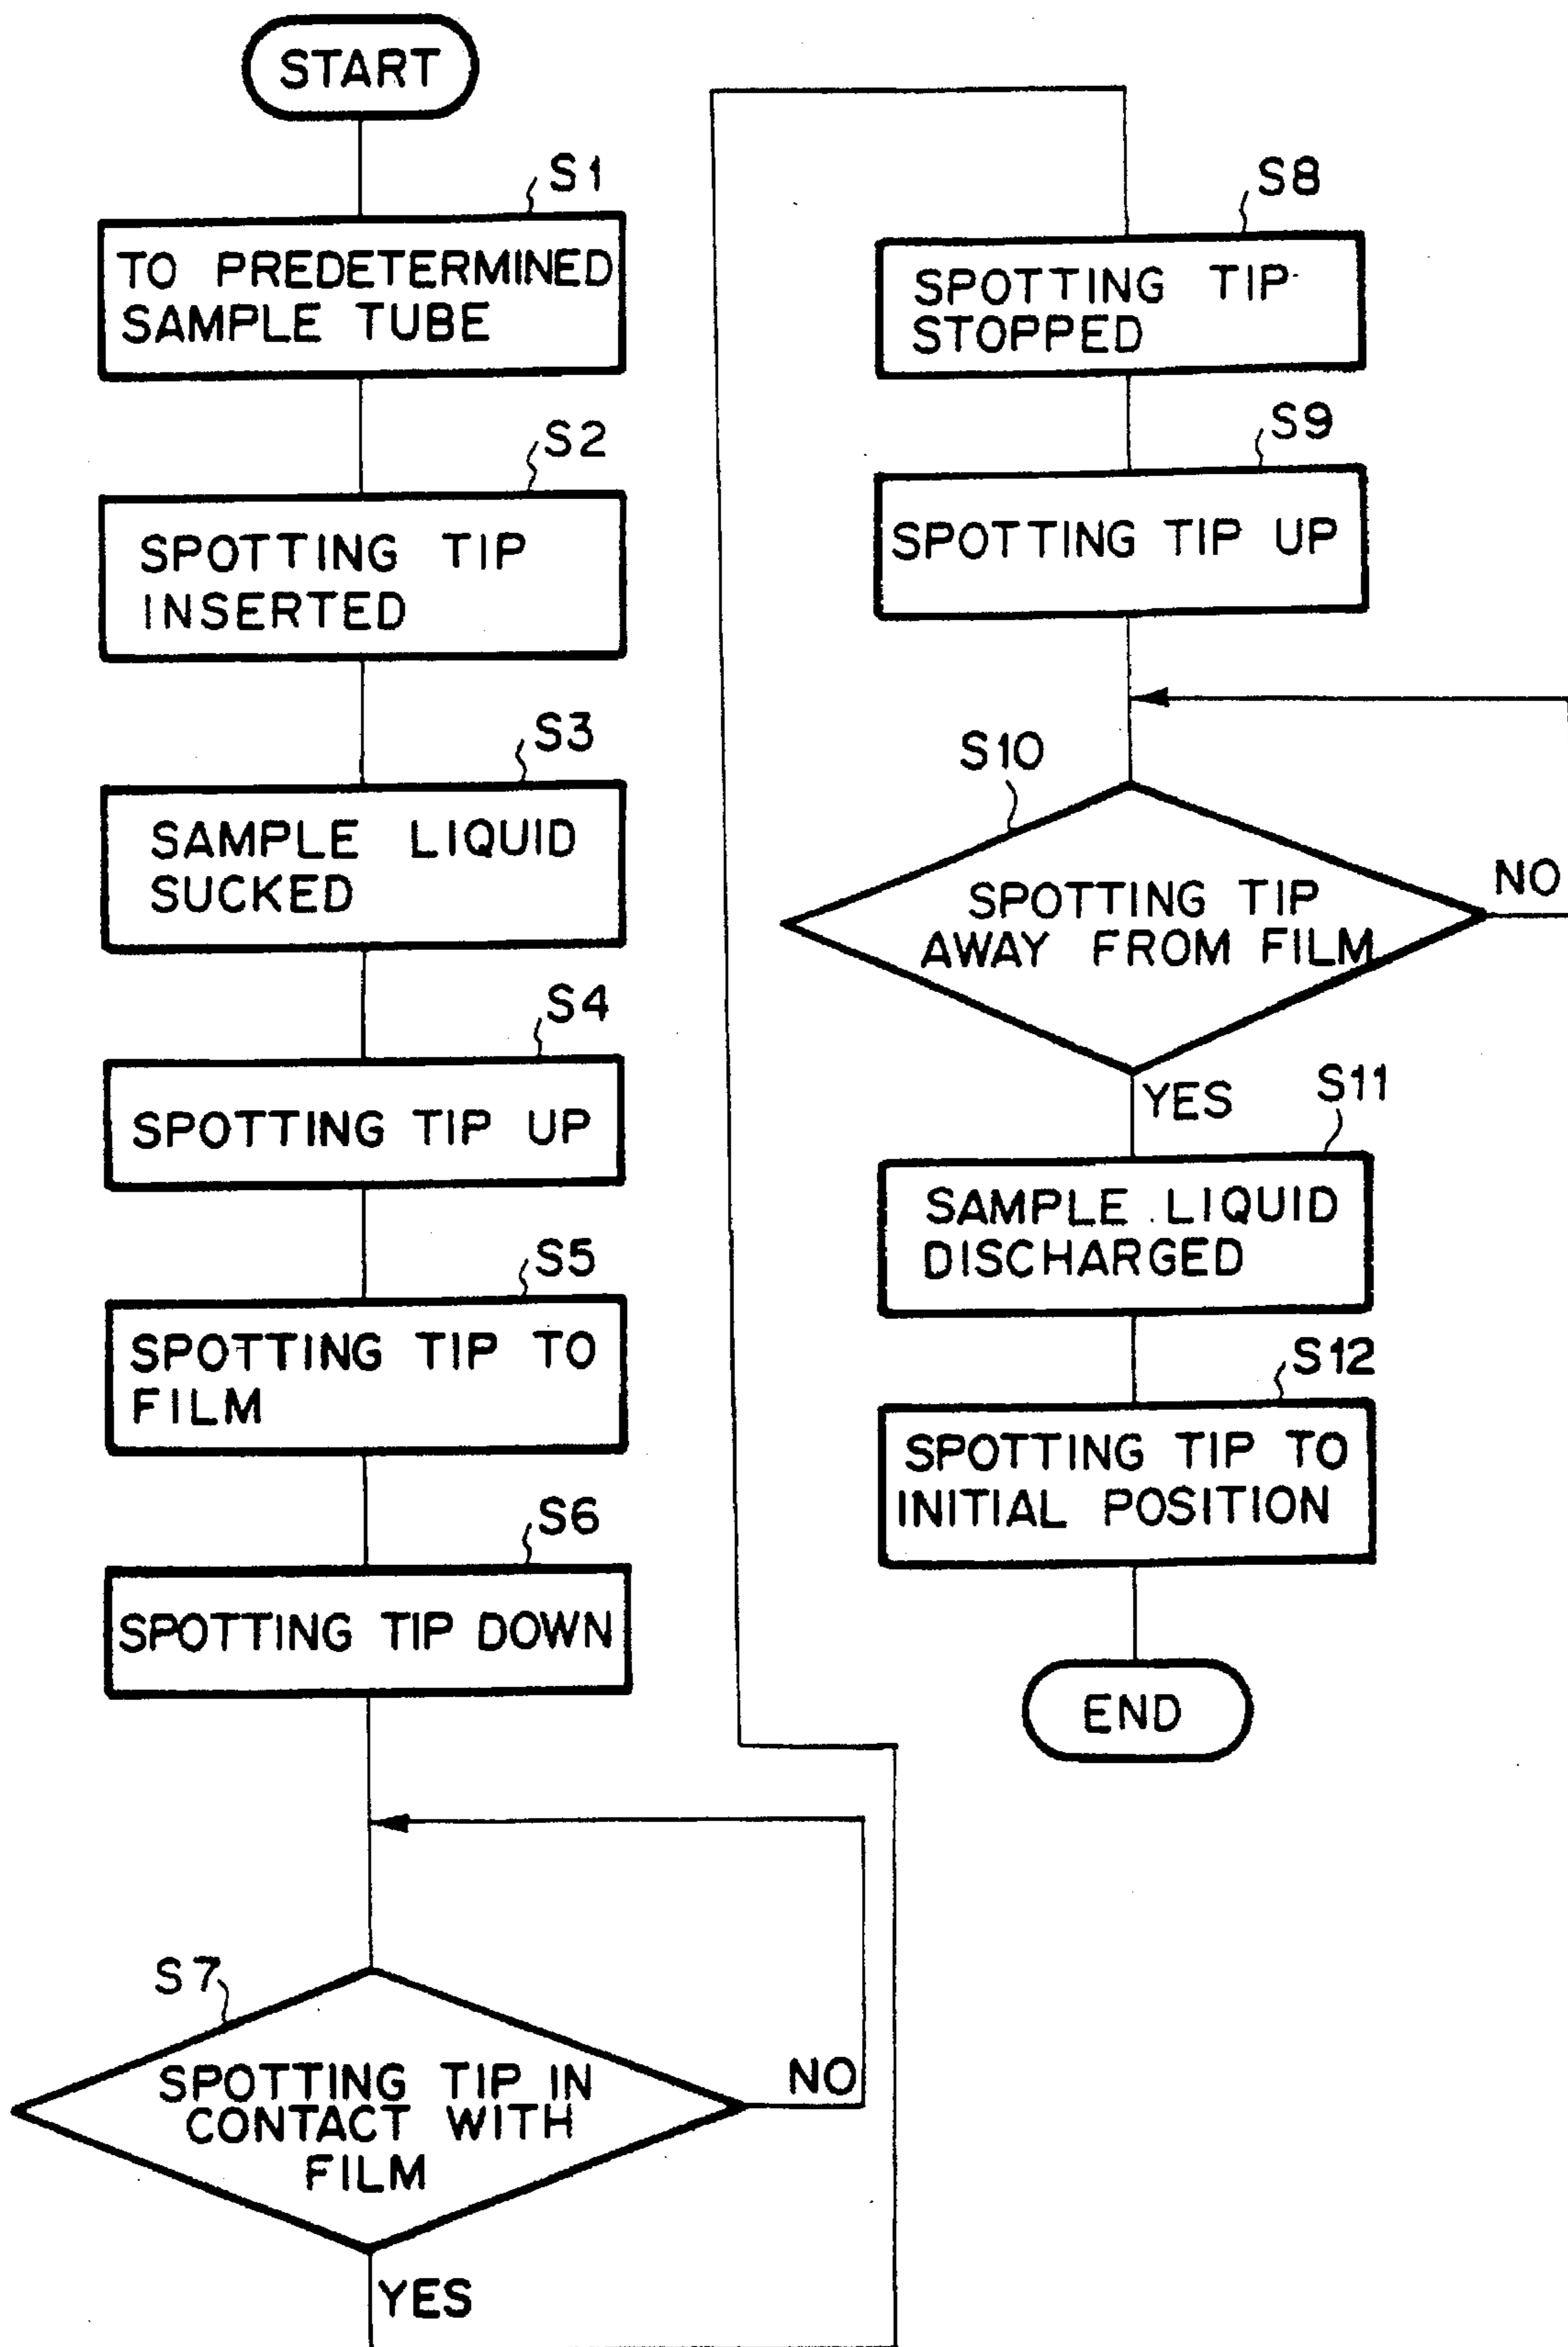 START
S1
TO PREDETERMINED
SAMPLE TUBE
S2
SPOTTING TIP
INSERTED
S3
SAMPLE LIQUID
SUCKED
S4
SPOTTING TIP UP
S5
SPOTTING TIP TO
FILM
S6
SPOTTING TIP DOWN
S7
SPOTTING TIP IN
CONTACT WITH
FILM
NO
YES
S8
SPOTTING TIP
STOPPED
S9
SPOTTING TIP UP
S10
SPOTTING TIP
AWAY FROM FILM
NO
YES
S11
SAMPLE LIQUID
DISCHARGED
S12
SPOTTING TIP TO
INITIAL POSITION
END